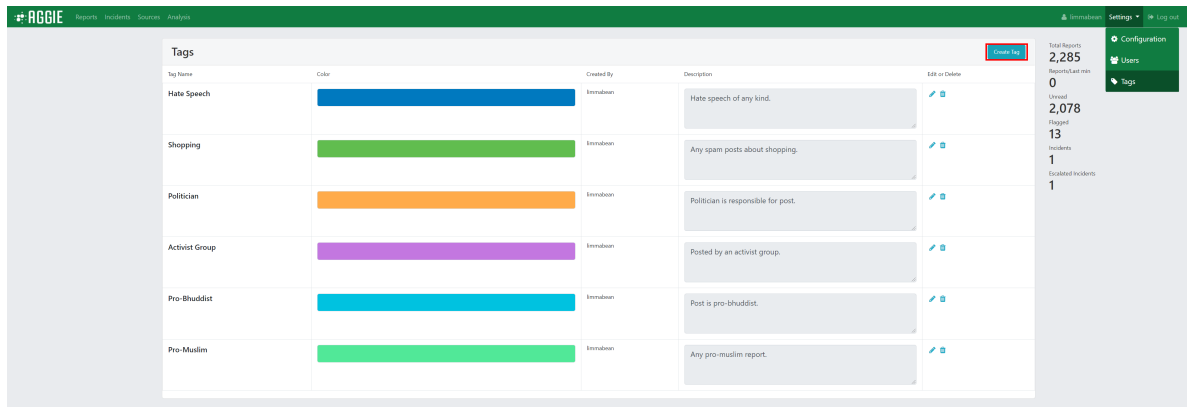 AGGIE Reports Incidents Sources Analysis limmabean Settings Log out
Configuration
Users
Tags
Tags Create Tag
Tag Name Color Created By Description Edit or Delete
Hate Speech limmabean Hate speech of any kind.
Shopping limmabean Any spam posts about shopping.
Politician limmabean Politician is responsible for post.
Activist Group limmabean Posted by an activist group.
Pro-Bhuddist limmabean Post is pro-bhuddist.
Pro-Muslim limmabean Any pro-muslim report.
Total Reports
2,285
Reports/Last min
0
Unread
2,078
Flagged
13
Incidents
1
Escalated Incidents
1